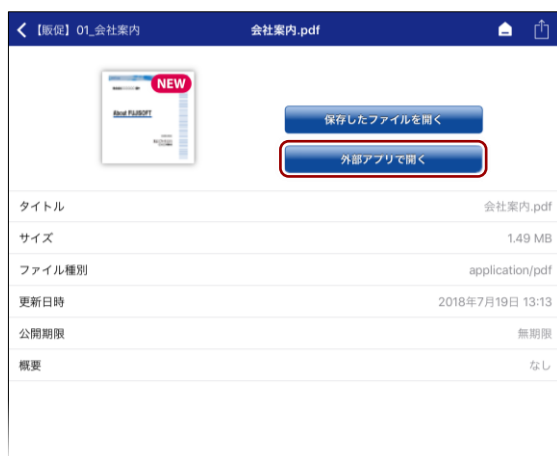 【販促】01_会社案内
会社案内.pdf
NEW
About FUJISOFT
保存したファイルを開く
外部アプリで開く
タイトル
会社案内.pdf
サイズ
1.49 MB
ファイル種別
application/pdf
更新日時
2018年7月19日 13:13
公開期限
無期限
概要
なし